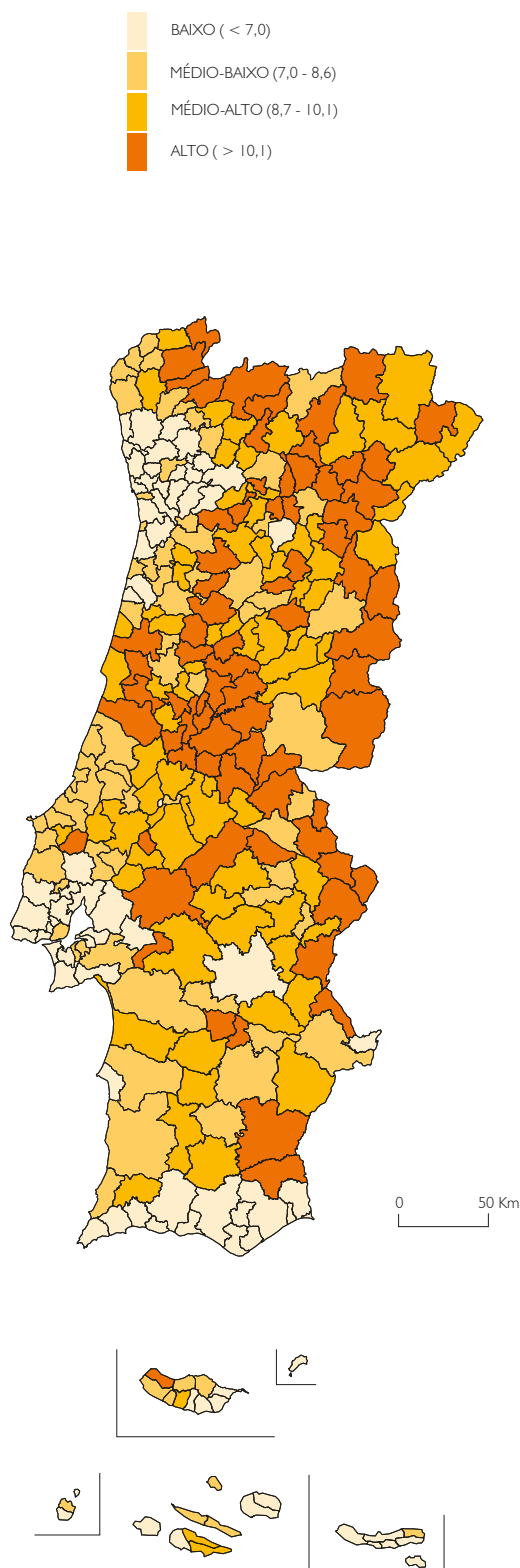 BAIXO ( < 7,0)
MÉDIO-BAIXO (7,0 - 8,6)
MÉDIO-ALTO (8,7 - 10,1)
ALTO ( > 10,1)
0 50 Km